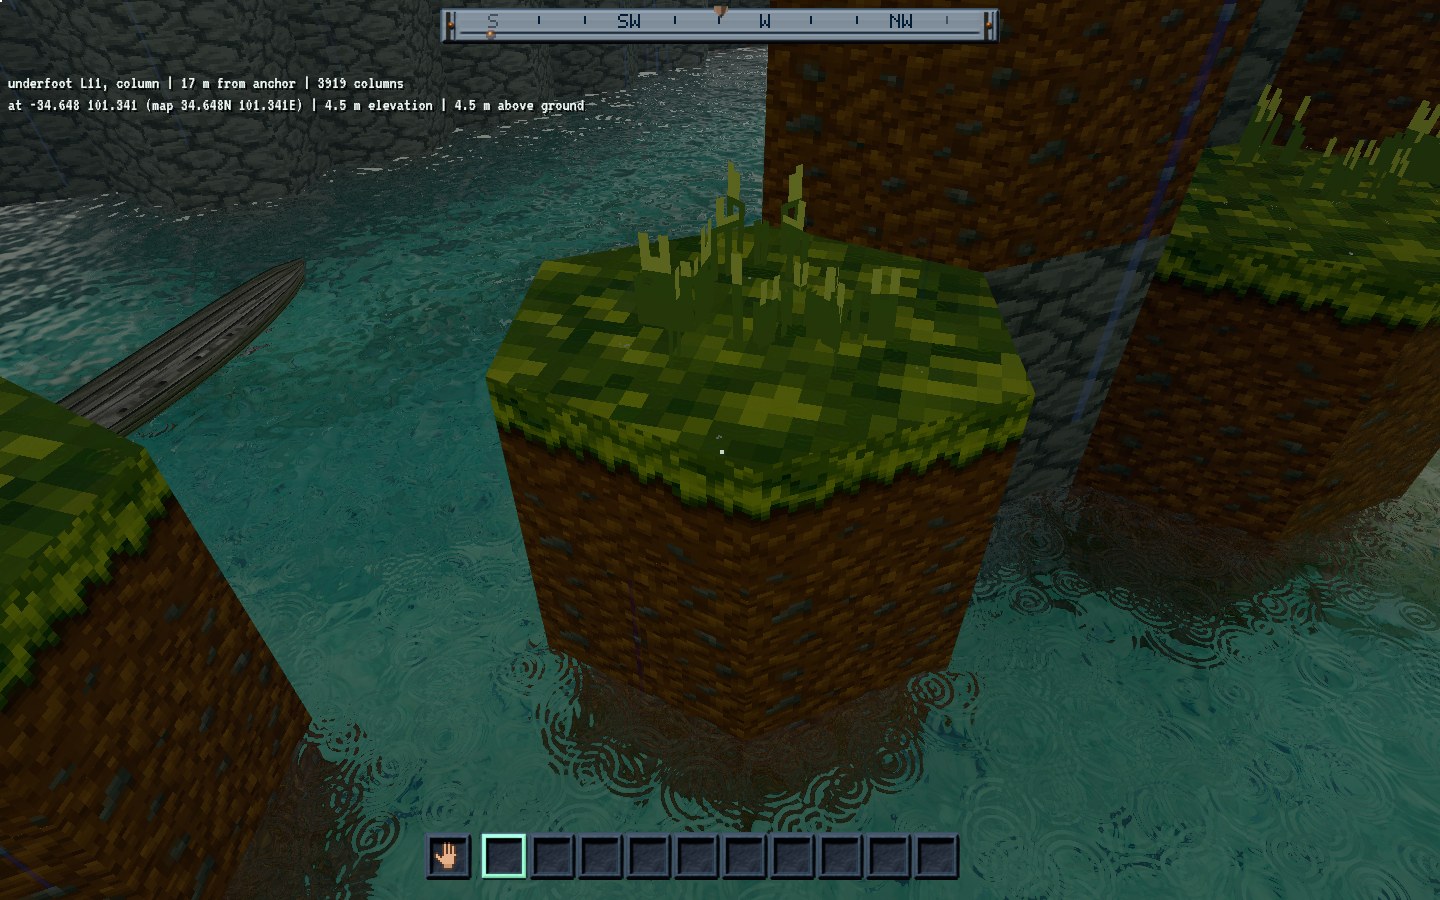 S SW W NW
underfoot L11, column | 17 m from anchor | 3919 columns
at -34.648 101.341 (map 34.648N 101.341E) | 4.5 m elevation | 4.5 m above ground